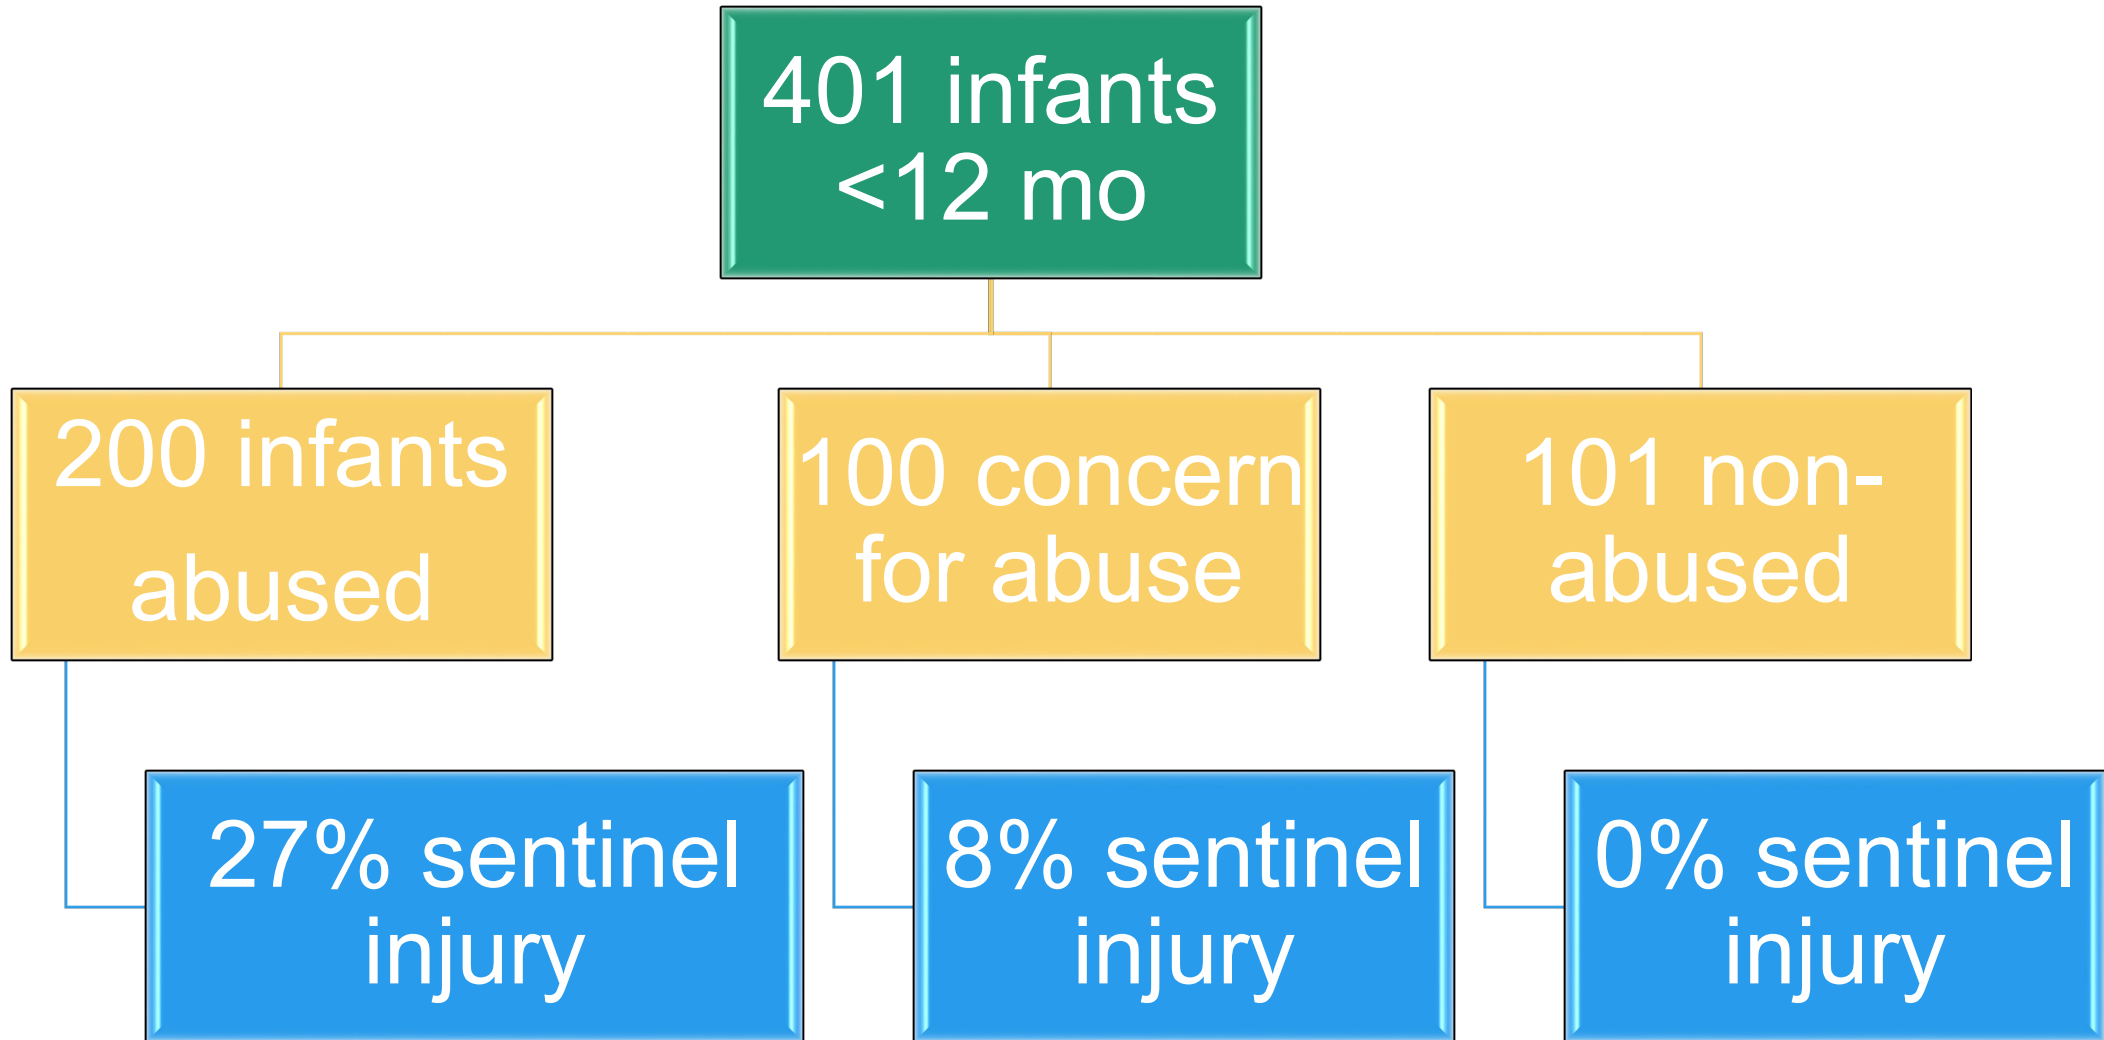 401 infants
<12 mo
200 infants
abused
100 concern
for abuse
101 non-
abused
27% sentinel
injury
8% sentinel
injury
0% sentinel
injury